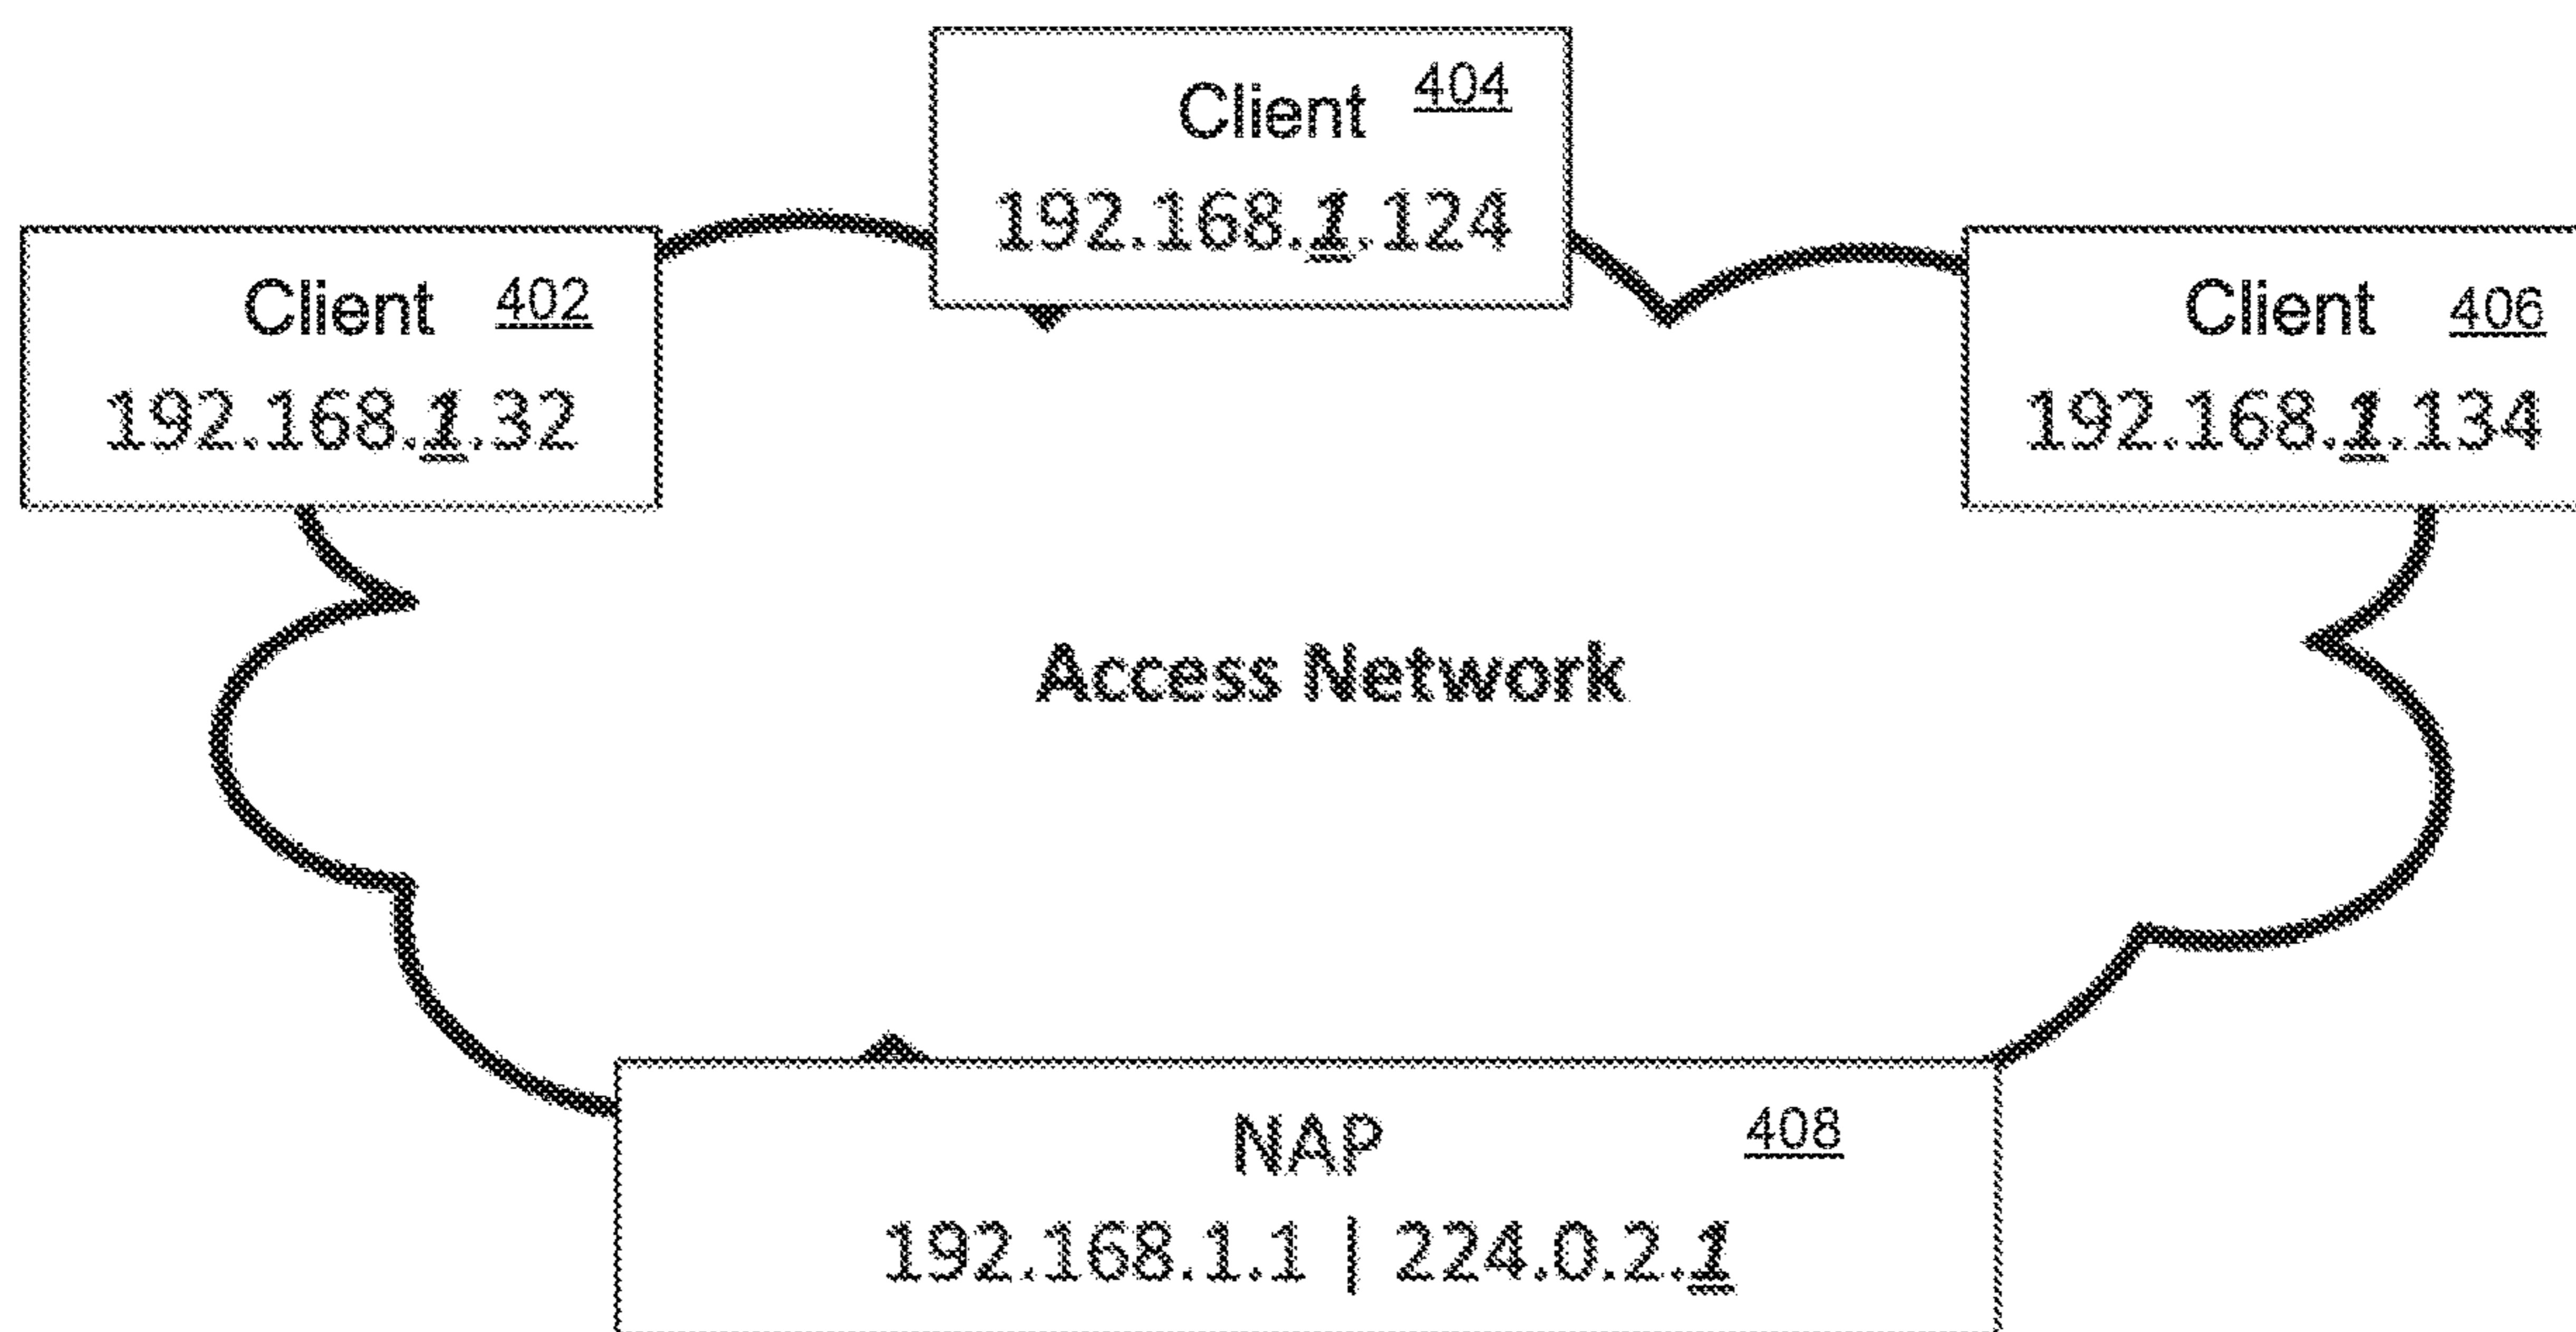 Client 404
192.168.1.124
Client 402
192.168.1.32
Client 406
192.168.1.134
Access Network
NAP 408
192.168.1.1 | 224.0.2.1